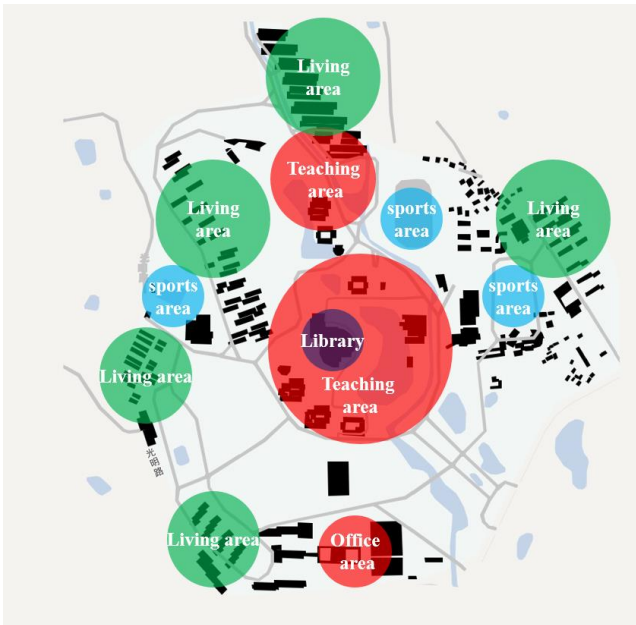 Living
area
Teaching
area
Living
area
sports
area
Living
area
sports
area
sports
area
Library
Teaching
area
Living area
光明路
Living area
Office
area